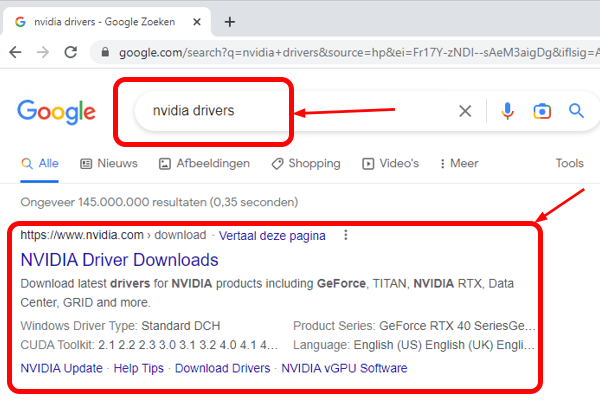 nvidia drivers - Google Zoeken
google.com/search?q=nvidia+drivers&source=hp&ei=Fr17Y-zNDI--sAeM3aigDg&iflsig=A
Google
nvidia drivers
Alle Nieuws Afbeeldingen Shopping Video's Meer Tools
Ongeveer 145.000.000 resultaten (0,35 seconden)
https://www.nvidia.com › download · Vertaal deze pagina
NVIDIA Driver Downloads
Download latest drivers for NVIDIA products including GeForce, TITAN, NVIDIA RTX, Data
Center, GRID and more.
Windows Driver Type: Standard DCH Product Series: GeForce RTX 40 SeriesGe...
CUDA Toolkit: 2.1 2.2 2.3 3.0 3.1 3.2 4.0 4.1 4... Language: English (US) English (UK) Engli...
NVIDIA Update · Help Tips · Download Drivers · NVIDIA vGPU Software